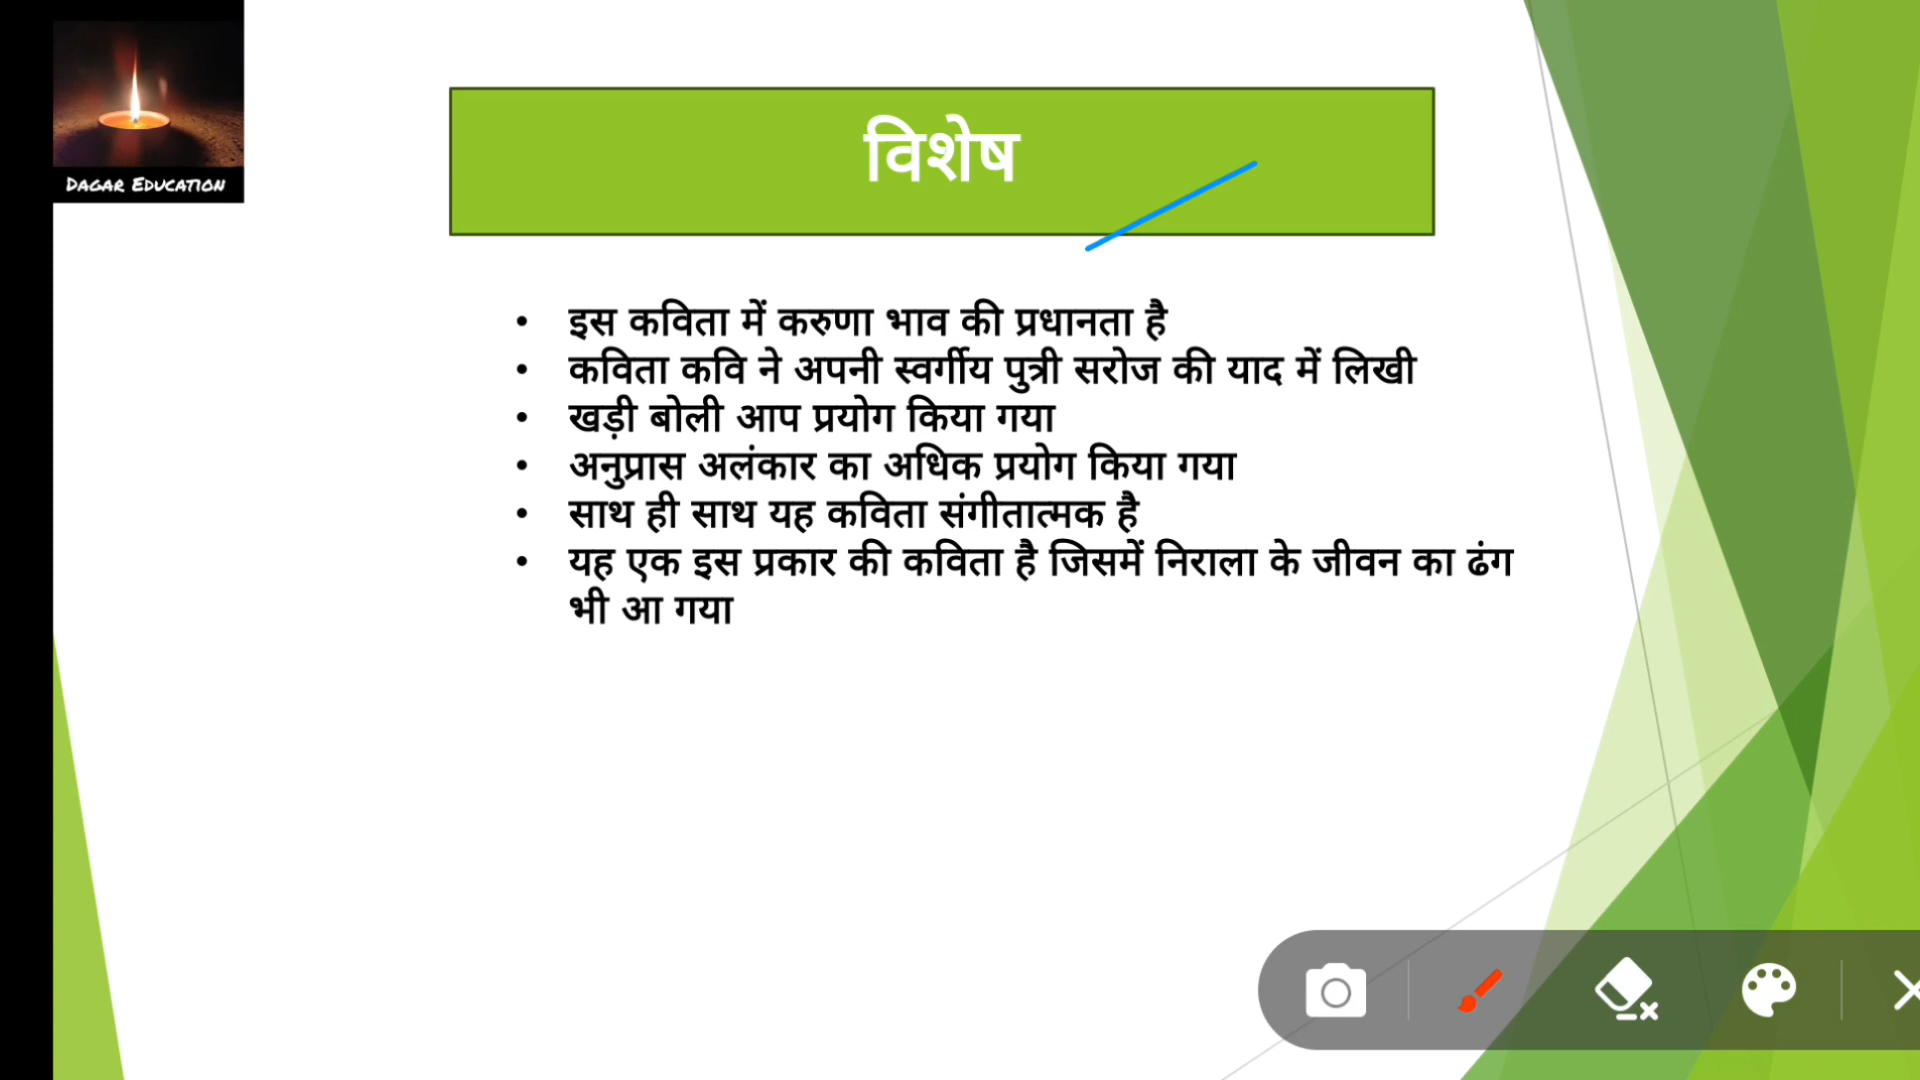 DAGAR EDUCATION
विशेष
• इस कविता में करुणा भाव की प्रधानता है
• कविता कवि ने अपनी स्वर्गीय पुत्री सरोज की याद में लिखी
• खड़ी बोली आप प्रयोग किया गया
• अनुप्रास अलंकार का अधिक प्रयोग किया गया
• साथ ही साथ यह कविता संगीतात्मक है
• यह एक इस प्रकार की कविता है जिसमें निराला के जीवन का ढंग
भी आ गया